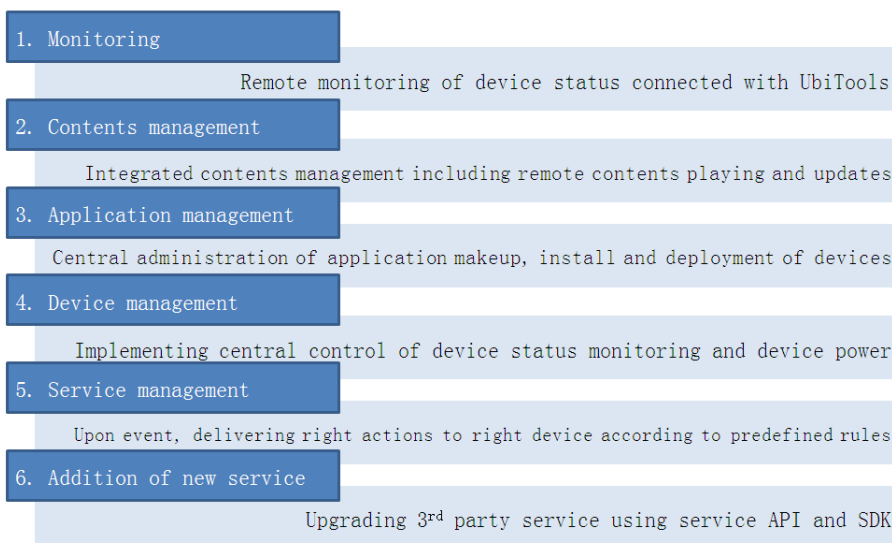 1. Monitoring
Remote monitoring of device status connected with UbiTools
2. Contents management
Integrated contents management including remote contents playing and updates
3. Application management
Central administration of application makeup, install and deployment of devices
4. Device management
Implementing central control of device status monitoring and device power
5. Service management
Upon event, delivering right actions to right device according to predefined rules
6. Addition of new service
Upgrading 3rd party service using service API and SDK